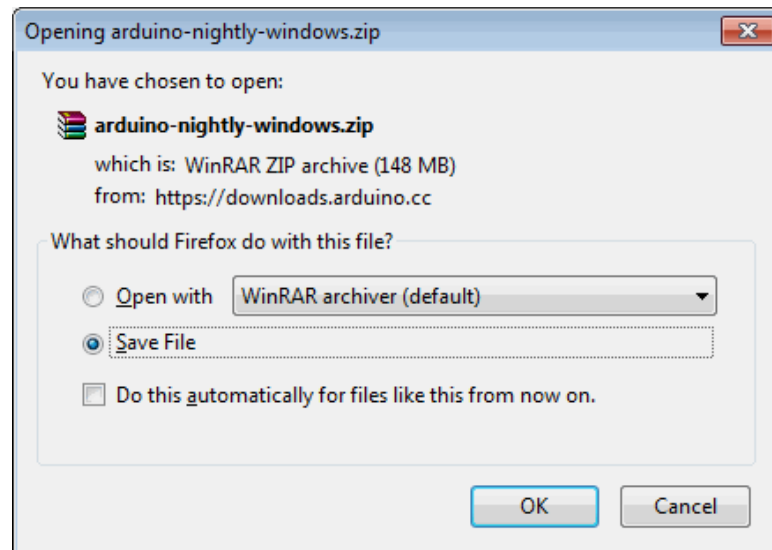 Opening arduino-nightly-windows.zip
You have chosen to open:
arduino-nightly-windows.zip
which is: WinRAR ZIP archive (148 MB)
from: https://downloads.arduino.cc
What should Firefox do with this file?
Open with WinRAR archiver (default)
Save File
Do this automatically for files like this from now on.
OK Cancel